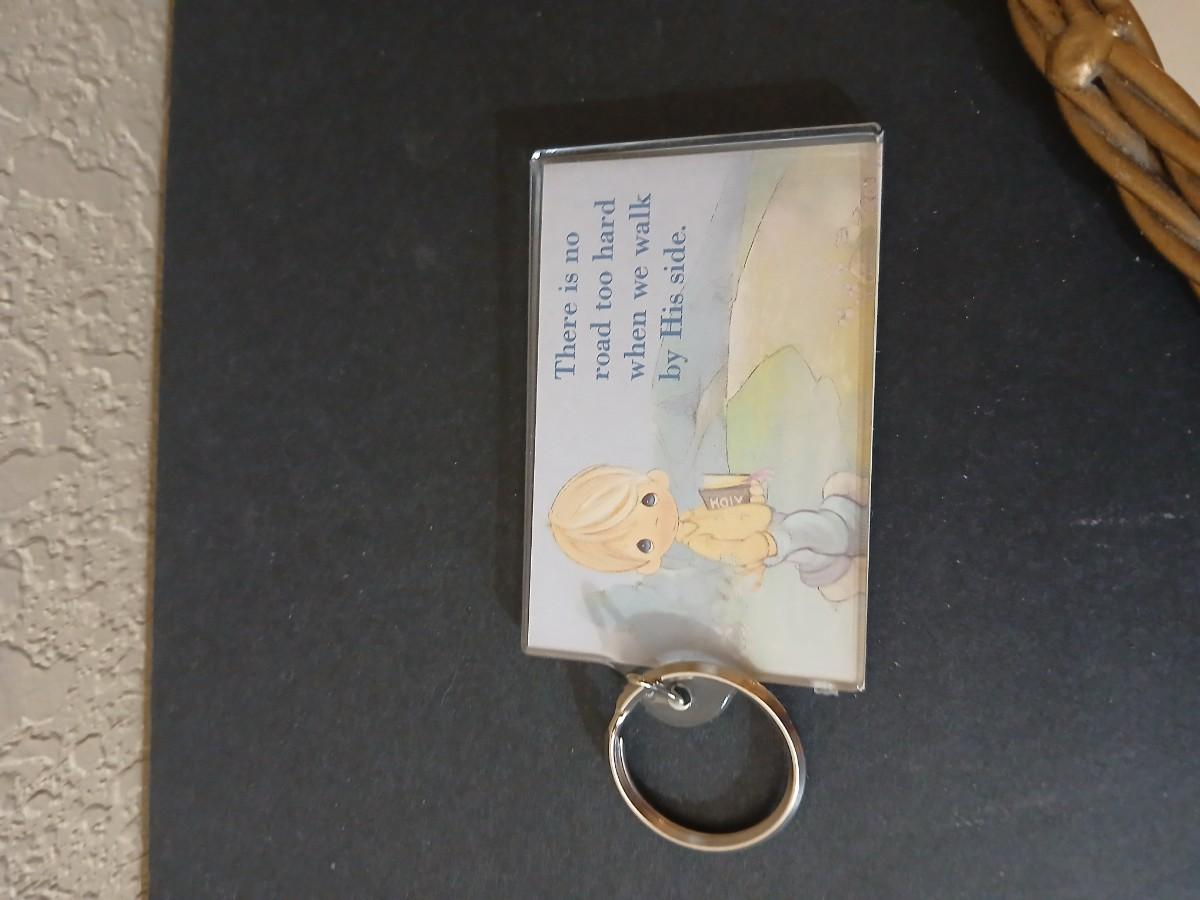 There is no
road too hard
when we walk
by His side.
HOLY